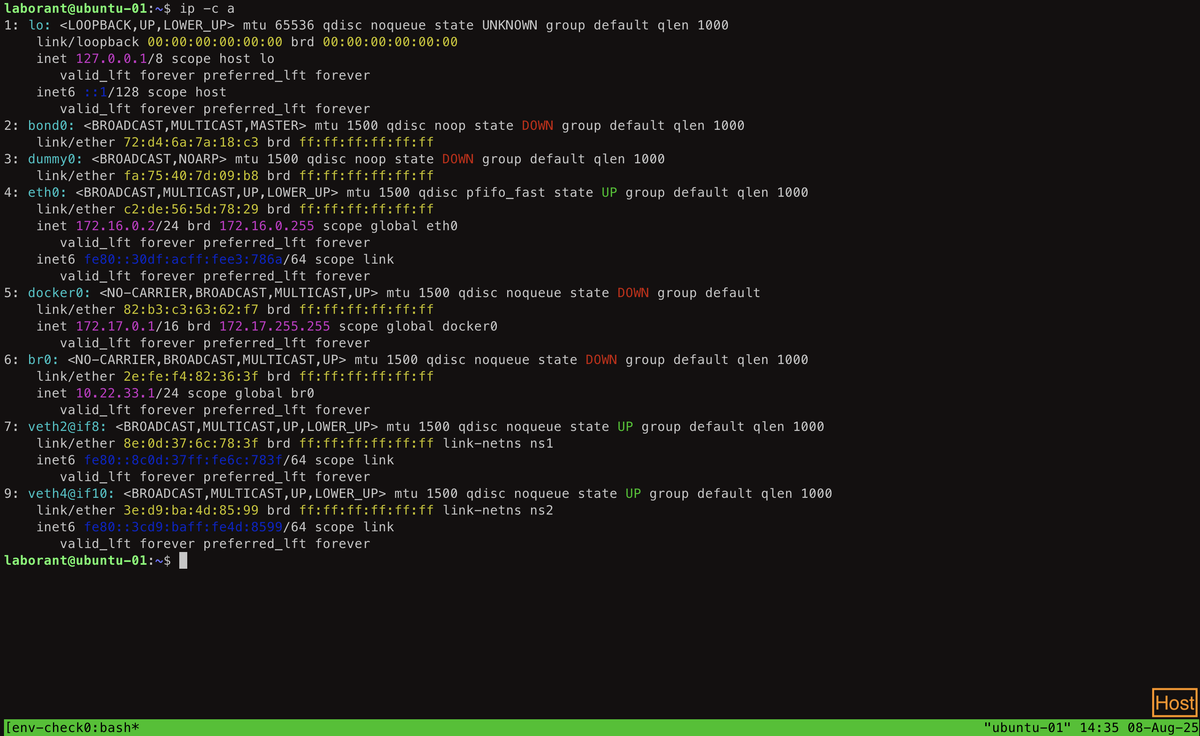 laborant@ubuntu-01:~$ ip -c a
1: lo: <LOOPBACK,UP,LOWER_UP> mtu 65536 qdisc noqueue state UNKNOWN group default qlen 1000
    link/loopback 00:00:00:00:00:00 brd 00:00:00:00:00:00
    inet 127.0.0.1/8 scope host lo
       valid_lft forever preferred_lft forever
    inet6 ::1/128 scope host
       valid_lft forever preferred_lft forever
2: bond0: <BROADCAST,MULTICAST,MASTER> mtu 1500 qdisc noop state DOWN group default qlen 1000
    link/ether 72:d4:6a:7a:18:c3 brd ff:ff:ff:ff:ff:ff
3: dummy0: <BROADCAST,NOARP> mtu 1500 qdisc noop state DOWN group default qlen 1000
    link/ether fa:75:40:7d:09:b8 brd ff:ff:ff:ff:ff:ff
4: eth0: <BROADCAST,MULTICAST,UP,LOWER_UP> mtu 1500 qdisc pfifo_fast state UP group default qlen 1000
    link/ether c2:de:56:5d:78:29 brd ff:ff:ff:ff:ff:ff
    inet 172.16.0.2/24 brd 172.16.0.255 scope global eth0
       valid_lft forever preferred_lft forever
    inet6 fe80::30df:acff:fee3:786a/64 scope link
       valid_lft forever preferred_lft forever
5: docker0: <NO-CARRIER,BROADCAST,MULTICAST,UP> mtu 1500 qdisc noqueue state DOWN group default
    link/ether 82:b3:c3:63:62:f7 brd ff:ff:ff:ff:ff:ff
    inet 172.17.0.1/16 brd 172.17.255.255 scope global docker0
       valid_lft forever preferred_lft forever
6: br0: <NO-CARRIER,BROADCAST,MULTICAST,UP> mtu 1500 qdisc noqueue state DOWN group default qlen 1000
    link/ether 2e:fe:f4:82:36:3f brd ff:ff:ff:ff:ff:ff
    inet 10.22.33.1/24 scope global br0
       valid_lft forever preferred_lft forever
7: veth2@if8: <BROADCAST,MULTICAST,UP,LOWER_UP> mtu 1500 qdisc noqueue state UP group default qlen 1000
    link/ether 8e:0d:37:6c:78:3f brd ff:ff:ff:ff:ff:ff link-netns ns1
    inet6 fe80::8c0d:37ff:fe6c:783f/64 scope link
       valid_lft forever preferred_lft forever
9: veth4@if10: <BROADCAST,MULTICAST,UP,LOWER_UP> mtu 1500 qdisc noqueue state UP group default qlen 1000
    link/ether 3e:d9:ba:4d:85:99 brd ff:ff:ff:ff:ff:ff link-netns ns2
    inet6 fe80::3cd9:baff:fe4d:8599/64 scope link
       valid_lft forever preferred_lft forever
laborant@ubuntu-01:~$
Host
[env-check0:bash* "ubuntu-01" 14:35 08-Aug-25